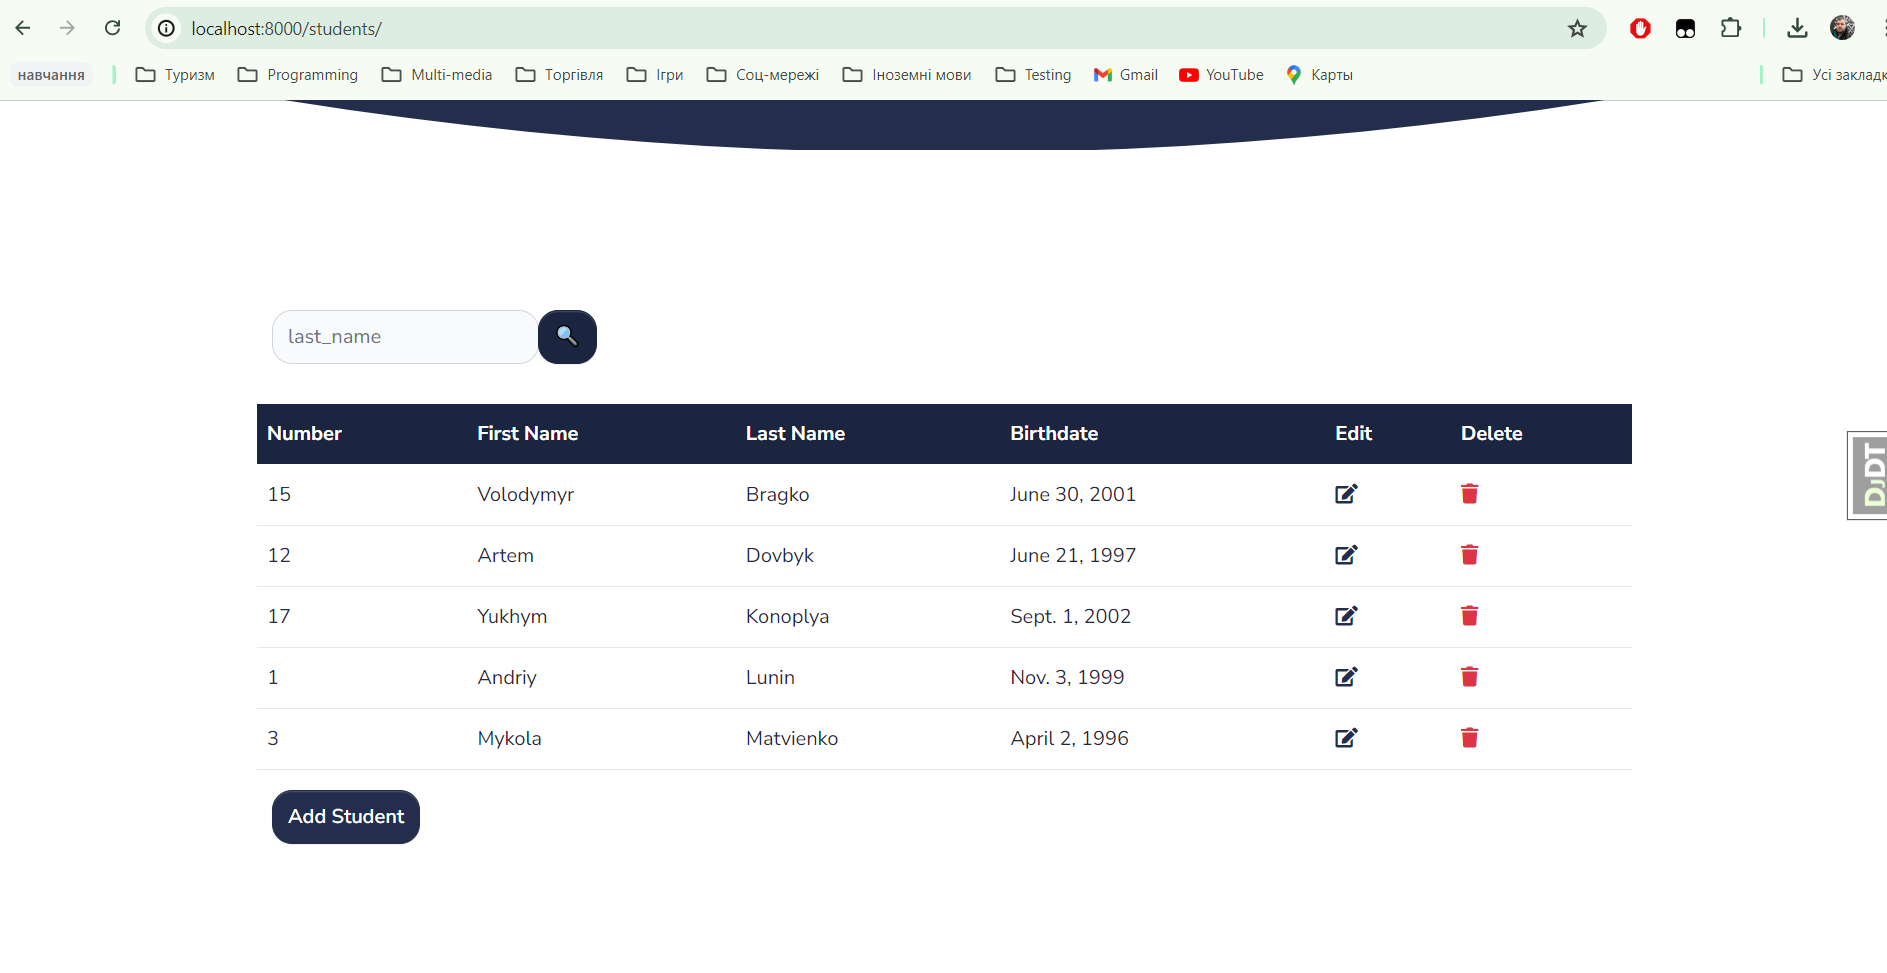 localhost:8000/students/
навчання Туризм Programming Multi-media Торгівля Ігри Соц-мережі Іноземні мови Testing Gmail YouTube Карты Усі закладк
last_name
Number First Name Last Name Birthdate Edit Delete
15 Volodymyr Bragko June 30, 2001
12 Artem Dovbyk June 21, 1997
17 Yukhym Konoplya Sept. 1, 2002
1 Andriy Lunin Nov. 3, 1999
3 Mykola Matvienko April 2, 1996
Add Student
DJDT